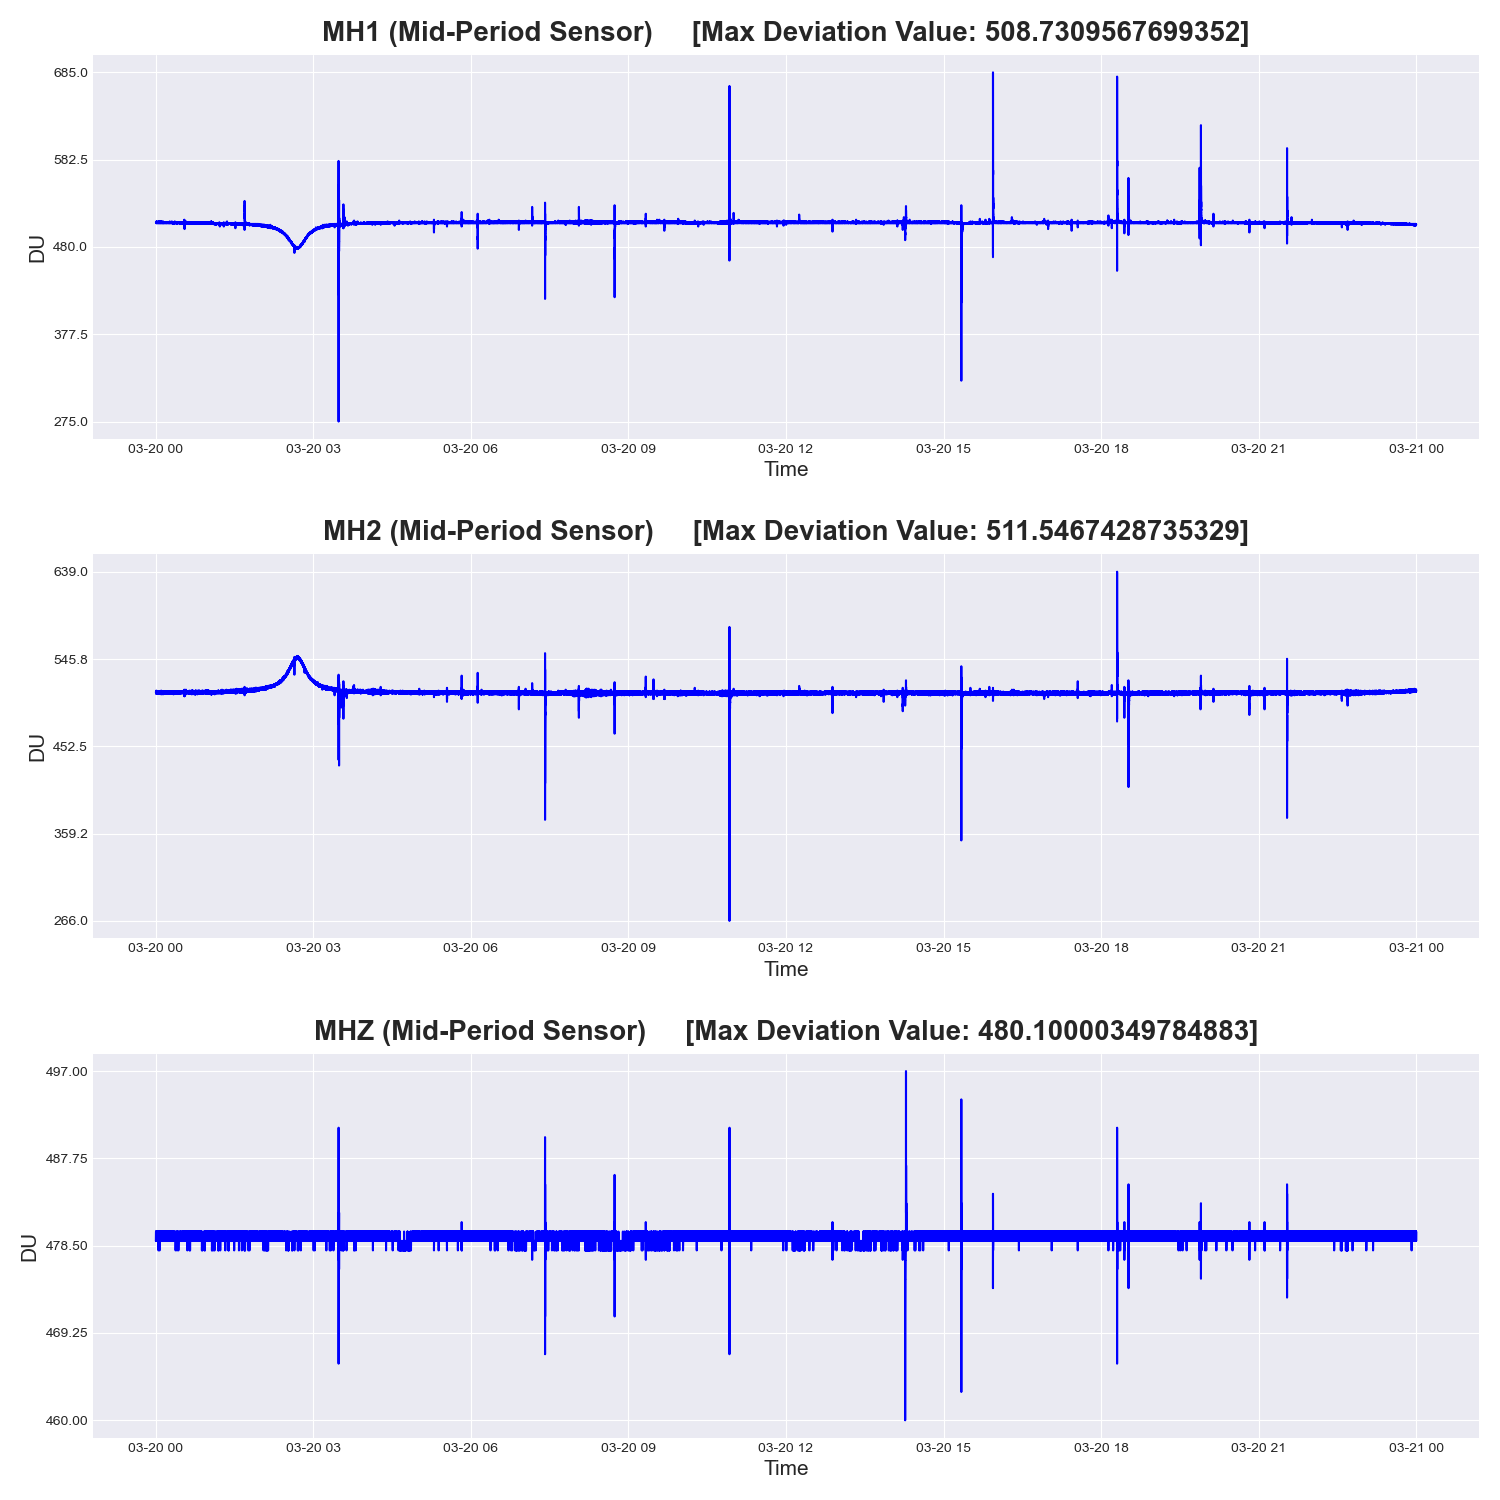 MH1 (Mid-Period Sensor)     [Max Deviation Value: 508.7309567699352]
685.0
582.5
480.0
377.5
275.0
DU
03-20 00 03-20 03 03-20 06 03-20 09 03-20 12 03-20 15 03-20 18 03-20 21 03-21 00
Time
MH2 (Mid-Period Sensor)     [Max Deviation Value: 511.5467428735329]
639.0
545.8
452.5
359.2
266.0
DU
03-20 00 03-20 03 03-20 06 03-20 09 03-20 12 03-20 15 03-20 18 03-20 21 03-21 00
Time
MHZ (Mid-Period Sensor)     [Max Deviation Value: 480.10000349784883]
497.00
487.75
478.50
469.25
460.00
DU
03-20 00 03-20 03 03-20 06 03-20 09 03-20 12 03-20 15 03-20 18 03-20 21 03-21 00
Time